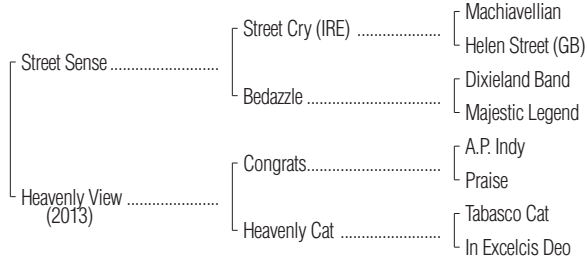 Machiavellian
Street Cry (IRE) ..................
Helen Street (GB)
Street Sense ........................
Dixieland Band
Bedazzle .............................
Majestic Legend
A.P. Indy
Congrats.............................
Praise
Heavenly View ....................
(2013)
Tabasco Cat
Heavenly Cat ......................
In Excelcis Deo